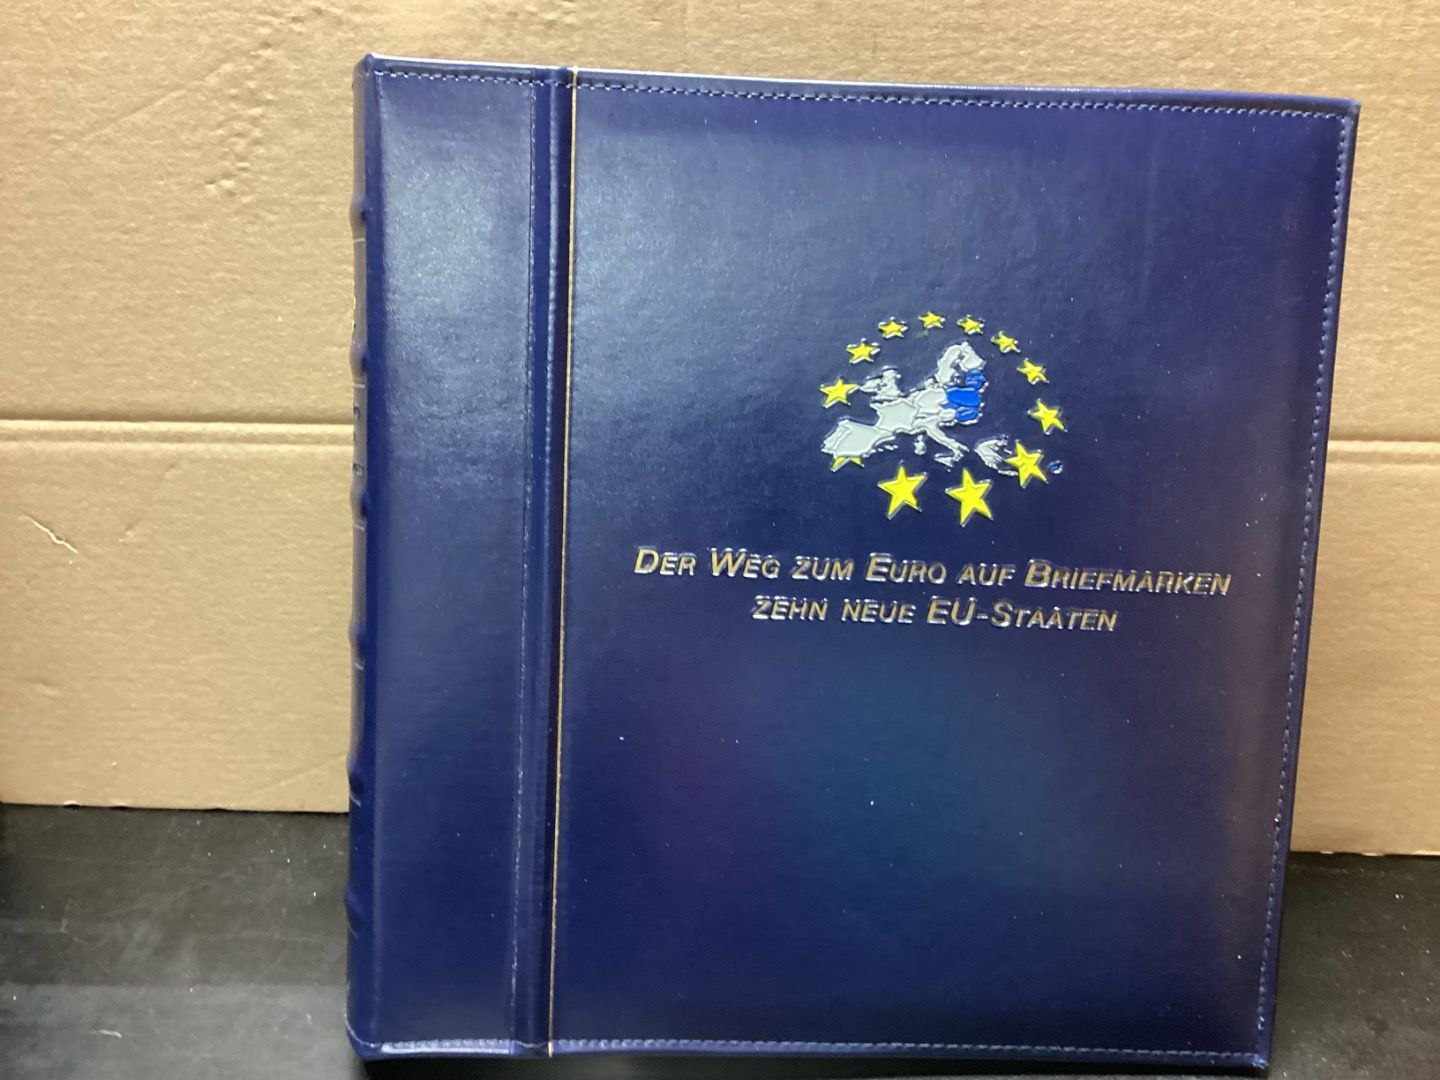 DER WEG ZUM EURO AUF BRIEFMARKEN
ZEHN NEUE EU-STAATEN